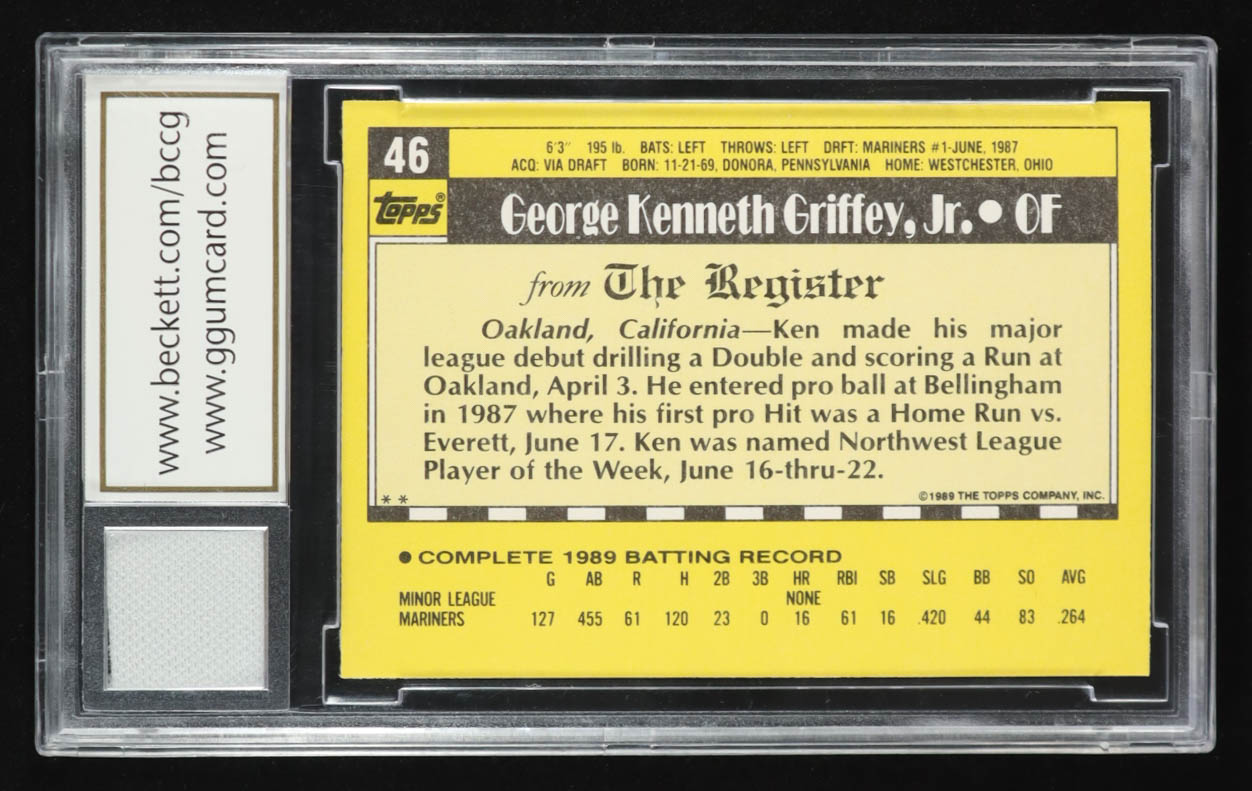 www.beckett.com/bccg
www.ggumcard.com
46
6'3" 195 lb. BATS: LEFT THROWS: LEFT DRFT: MARINERS #1-JUNE, 1987
ACQ: VIA DRAFT BORN: 11-21-69, DONORA, PENNSYLVANIA HOME: WESTCHESTER, OHIO
TOPPS®
George Kenneth Griffey, Jr. ● OF
from The Register
Oakland, California—Ken made his major
league debut drilling a Double and scoring a Run at
Oakland, April 3. He entered pro ball at Bellingham
in 1987 where his first pro Hit was a Home Run vs.
Everett, June 17. Ken was named Northwest League
Player of the Week, June 16-thru-22.
* * ©1989 THE TOPPS COMPANY, INC.
● COMPLETE 1989 BATTING RECORD
G AB R H 2B 3B HR RBI SB SLG BB SO AVG
MINOR LEAGUE NONE
MARINERS 127 455 61 120 23 0 16 61 16 .420 44 83 .264